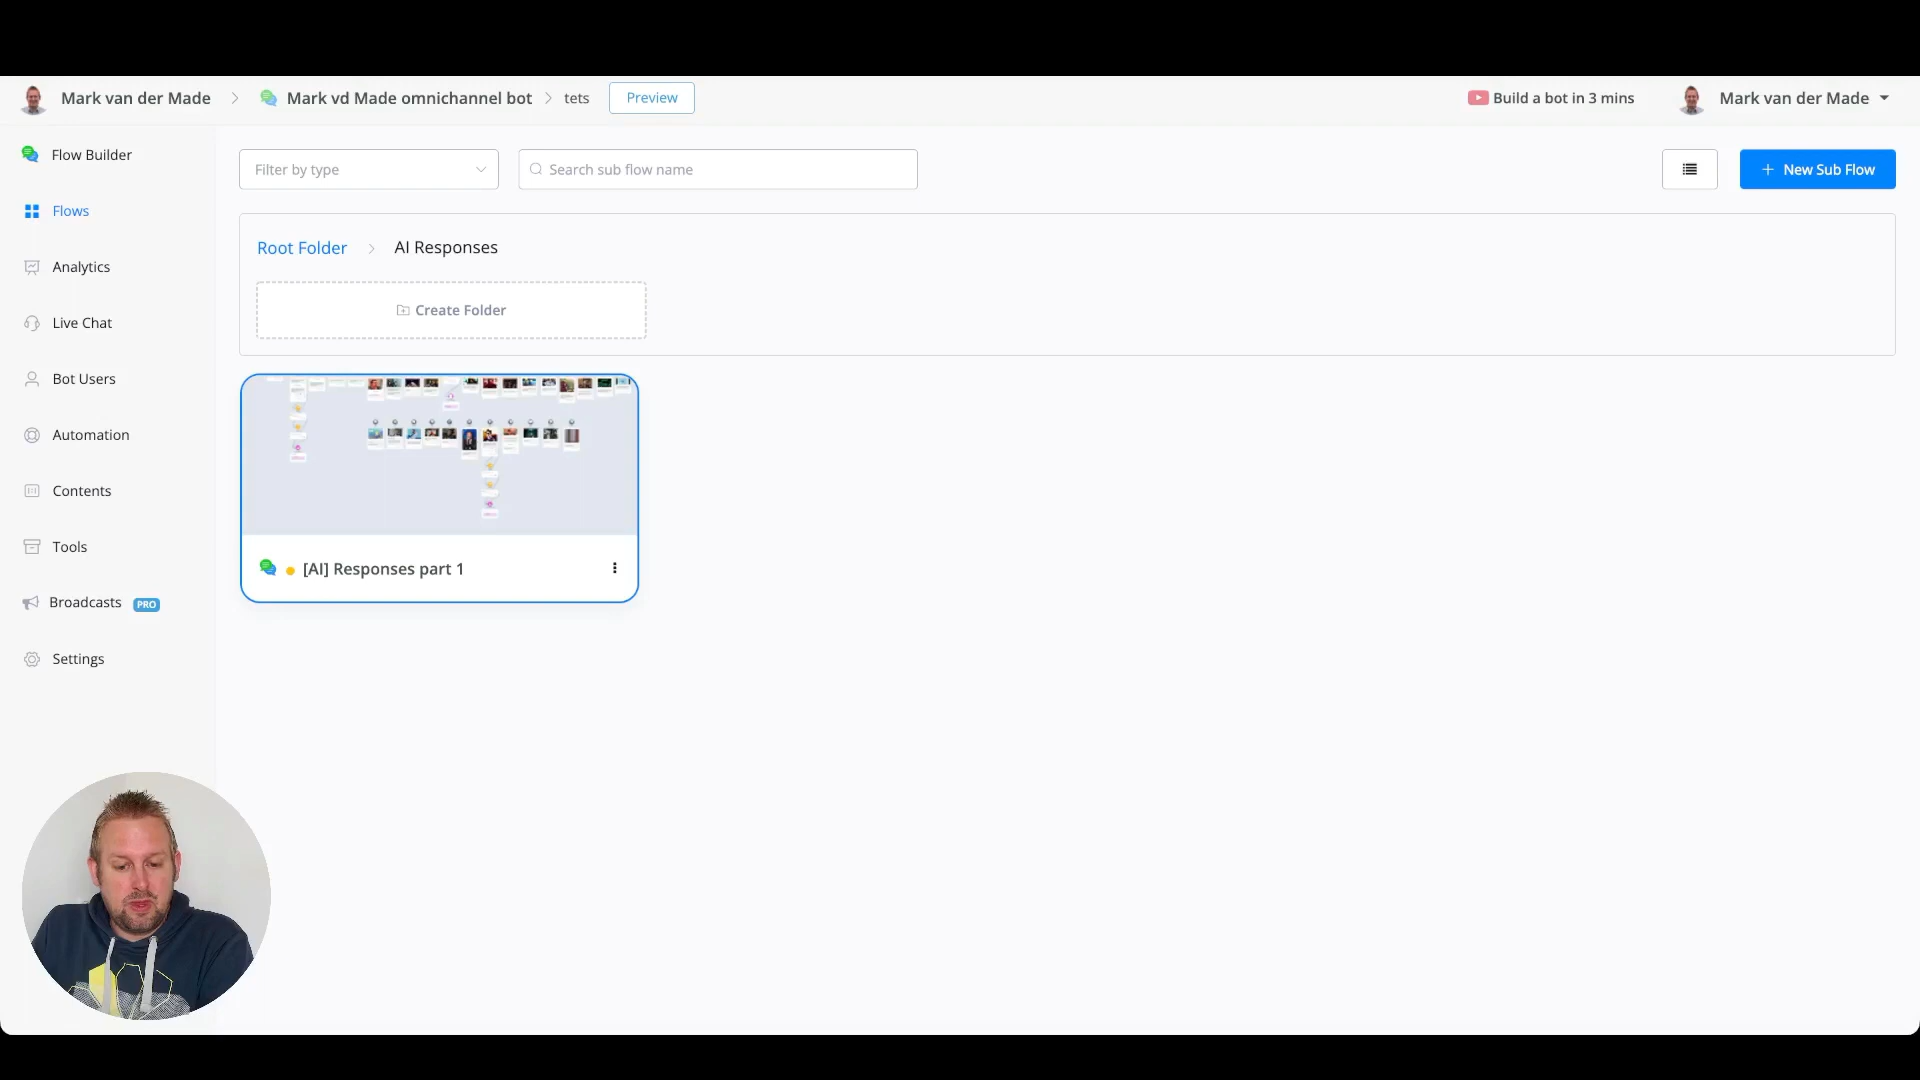 Mark van der Made
Mark vd Made omnichannel bot
tets
Preview
Build a bot in 3 mins
Mark van der Made
Flow Builder
Flows
Analytics
Live Chat
Bot Users
Automation
Contents
Tools
Broadcasts PRO
Settings
Filter by type
Search sub flow name
New Sub Flow
Root Folder
AI Responses
Create Folder
[AI] Responses part 1